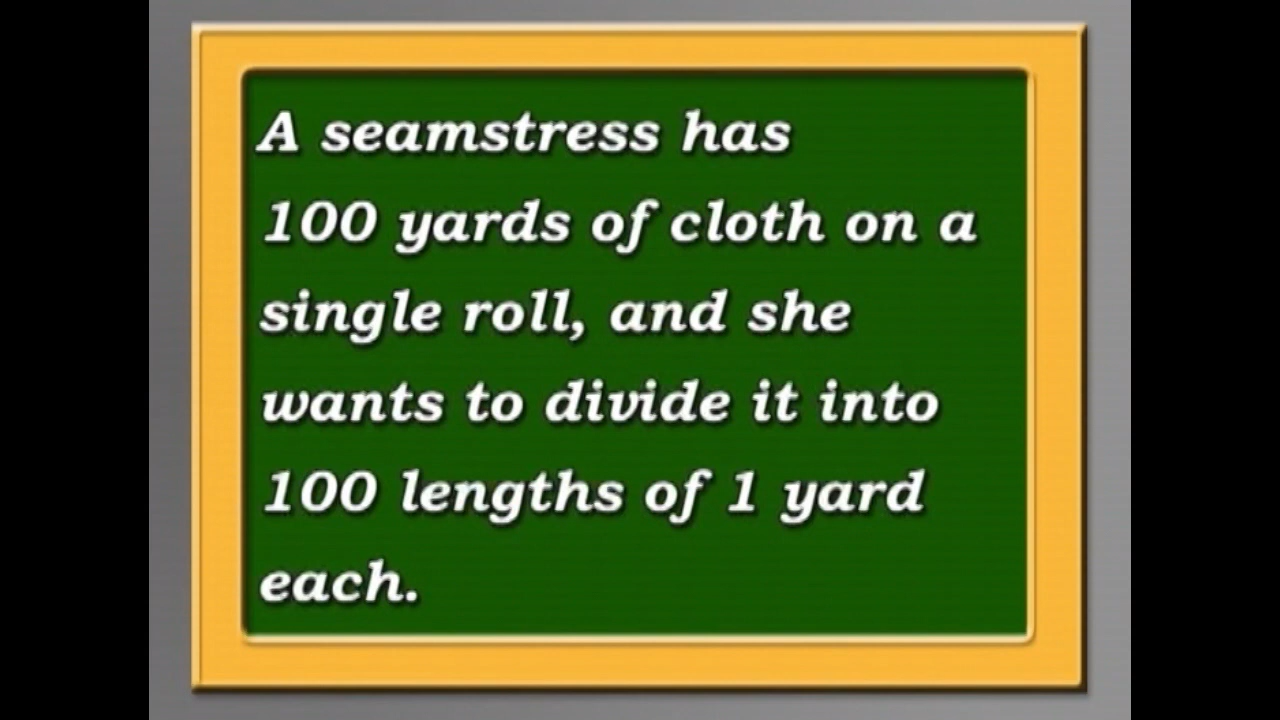 A seamstress has
100 yards of cloth on a
single roll, and she
wants to divide it into
100 lengths of 1 yard
each.